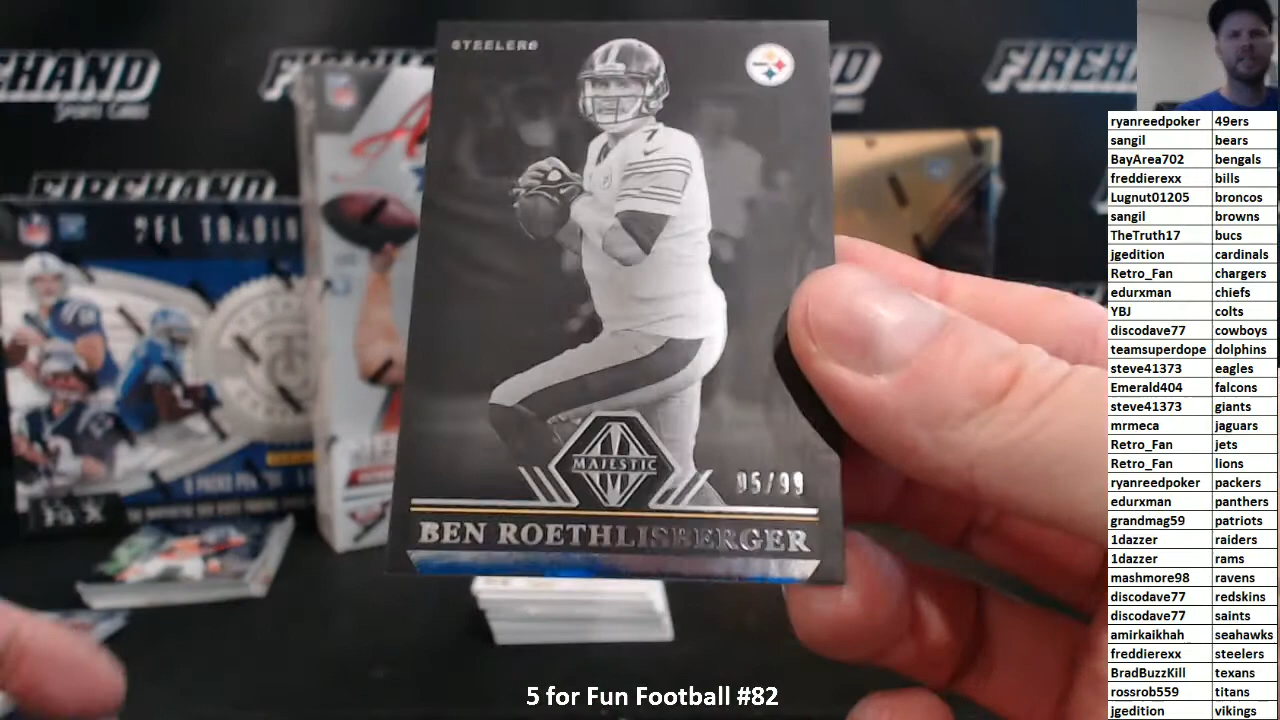 STEELERS
7
MAJESTIC
95/99
BEN ROETHLISBERGER
FIREHAND
FIREHAND
NFL
5 for Fun Football #82
ryanreedpoker 49ers
sangil bears
BayArea702 bengals
freddierexx bills
Lugnut01205 broncos
sangil browns
TheTruth17 bucs
jgedition cardinals
Retro_Fan chargers
edurxman chiefs
YBJ colts
discodave77 cowboys
teamsuperdope dolphins
steve41373 eagles
Emerald404 falcons
steve41373 giants
mrmeca jaguars
Retro_Fan jets
Retro_Fan lions
ryanreedpoker packers
edurxman panthers
grandmag59 patriots
1dazzer raiders
1dazzer rams
mashmore98 ravens
discodave77 redskins
discodave77 saints
amirkaikhah seahawks
freddierexx steelers
BradBuzzKill texans
rossrob559 titans
jgedition vikings